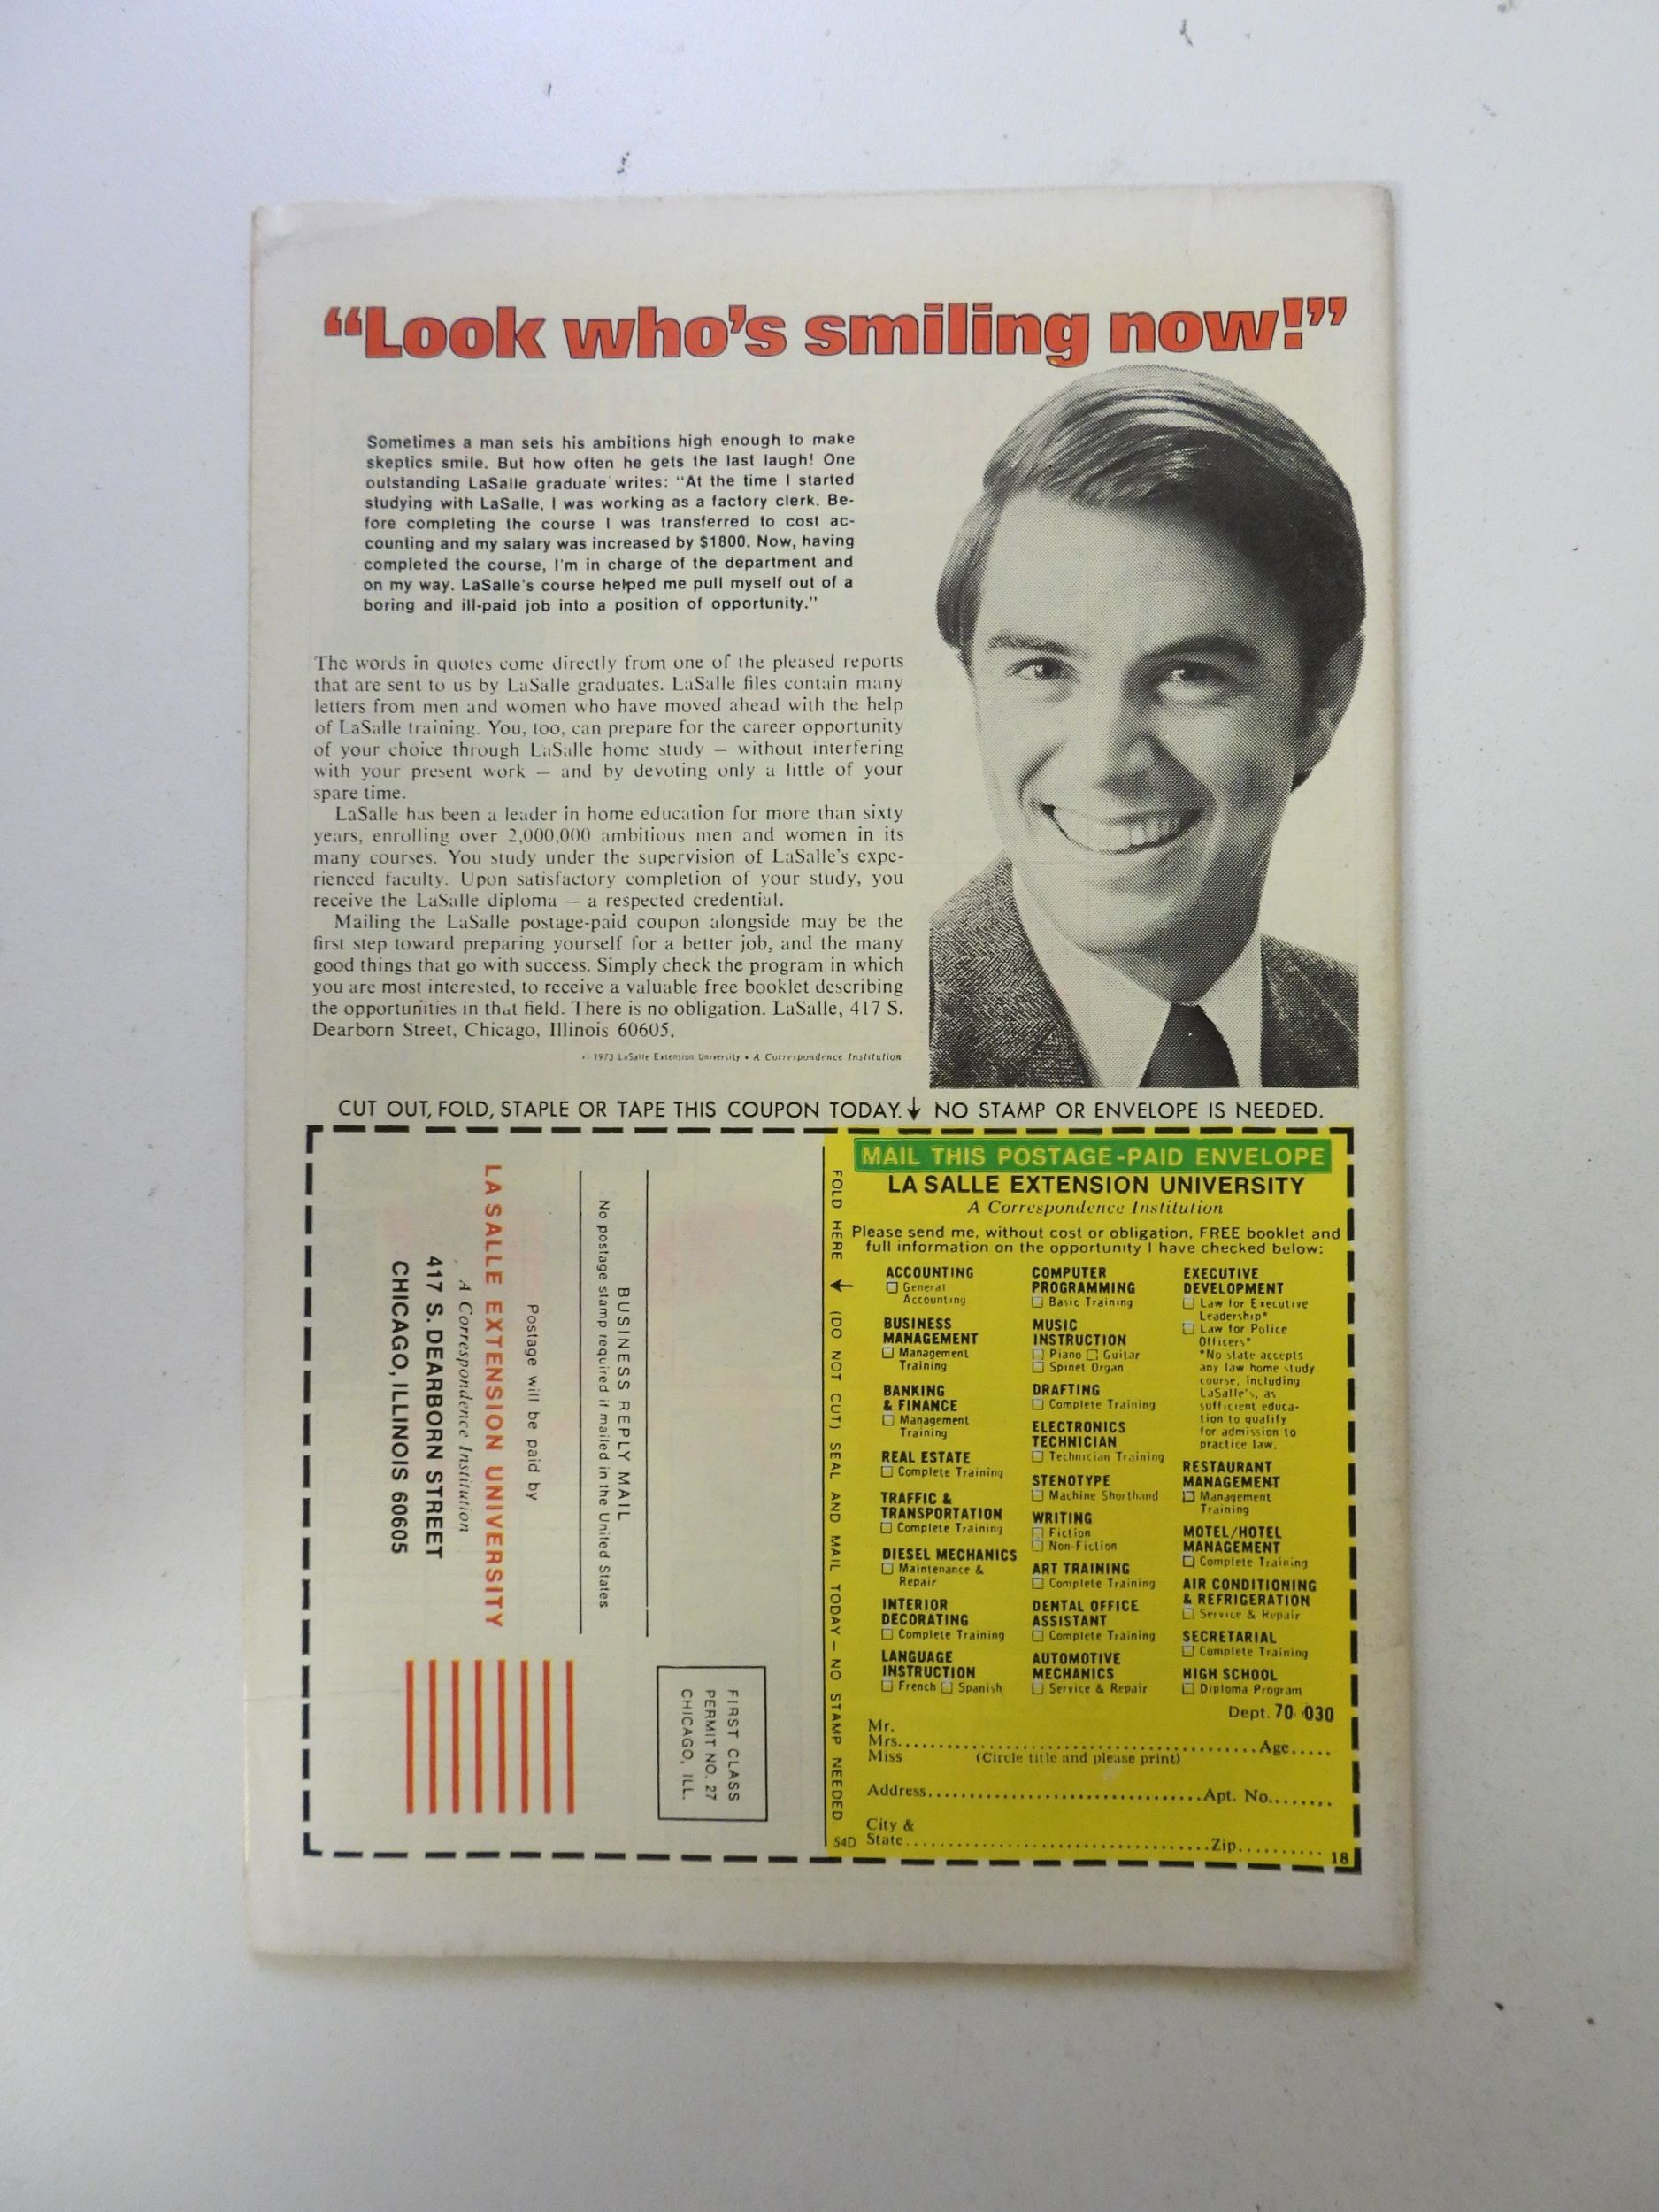 “Look who’s smiling now!”
Sometimes a man sets his ambitions high enough to make
skeptics smile. But how often he gets the last laugh! One
outstanding LaSalle graduate writes: “At the time I started
studying with LaSalle, I was working as a factory clerk. Be-
fore completing the course I was transferred to cost ac-
counting and my salary was increased by $1800. Now, having
completed the course, I’m in charge of the department and
on my way. LaSalle’s course helped me pull myself out of a
boring and ill-paid job into a position of opportunity.”
The words in quotes come directly from one of the pleased reports
that are sent to us by LaSalle graduates. LaSalle files contain many
letters from men and women who have moved ahead with the help
of LaSalle training. You, too, can prepare for the career opportunity
of your choice through LaSalle home study — without interfering
with your present work — and by devoting only a little of your
spare time.
LaSalle has been a leader in home education for more than sixty
years, enrolling over 2,000,000 ambitious men and women in its
many courses. You study under the supervision of LaSalle’s expe-
rienced faculty. Upon satisfactory completion of your study, you
receive the LaSalle diploma — a respected credential.
Mailing the LaSalle postage-paid coupon alongside may be the
first step toward preparing yourself for a better job, and the many
good things that go with success. Simply check the program in which
you are most interested, to receive a valuable free booklet describing
the opportunities in that field. There is no obligation. LaSalle, 417 S.
Dearborn Street, Chicago, Illinois 60605.
© 1973 LaSalle Extension University • A Correspondence Institution
CUT OUT, FOLD, STAPLE OR TAPE THIS COUPON TODAY.↓ NO STAMP OR ENVELOPE IS NEEDED.
FIRST CLASS
PERMIT NO. 27
CHICAGO, ILL.
BUSINESS REPLY MAIL
No postage stamp required if mailed in the United States
Postage will be paid by
LA SALLE EXTENSION UNIVERSITY
A Correspondence Institution
417 S. DEARBORN STREET
CHICAGO, ILLINOIS 60605
FOLD HERE ← (DO NOT CUT) SEAL AND MAIL TODAY — NO STAMP NEEDED.
54D
MAIL THIS POSTAGE-PAID ENVELOPE
LA SALLE EXTENSION UNIVERSITY
A Correspondence Institution
Please send me, without cost or obligation, FREE booklet and
full information on the opportunity I have checked below:
ACCOUNTING
☐ General
Accounting
BUSINESS
MANAGEMENT
☐ Management
Training
BANKING
& FINANCE
☐ Management
Training
REAL ESTATE
☐ Complete Training
TRAFFIC &
TRANSPORTATION
☐ Complete Training
DIESEL MECHANICS
☐ Maintenance &
Repair
INTERIOR
DECORATING
☐ Complete Training
LANGUAGE
INSTRUCTION
☐ French ☐ Spanish
COMPUTER
PROGRAMMING
☐ Basic Training
MUSIC
INSTRUCTION
☐ Piano ☐ Guitar
☐ Spinet Organ
DRAFTING
☐ Complete Training
ELECTRONICS
TECHNICIAN
☐ Technician Training
STENOTYPE
☐ Machine Shorthand
WRITING
☐ Fiction
☐ Non-Fiction
ART TRAINING
☐ Complete Training
DENTAL OFFICE
ASSISTANT
☐ Complete Training
AUTOMOTIVE
MECHANICS
☐ Service & Repair
EXECUTIVE
DEVELOPMENT
☐ Law for Executive
Leadership*
☐ Law for Police
Officers*
*No state accepts
any law home study
course, including
LaSalle’s, as
sufficient educa-
tion to qualify
for admission to
practice law.
RESTAURANT
MANAGEMENT
☐ Management
Training
MOTEL/HOTEL
MANAGEMENT
☐ Complete Training
AIR CONDITIONING
& REFRIGERATION
☐ Service & Repair
SECRETARIAL
☐ Complete Training
HIGH SCHOOL
☐ Diploma Program
Dept. 70-030
Mr.
Mrs. Age
Miss (Circle title and please print)
Address Apt. No.
City &
State Zip
18